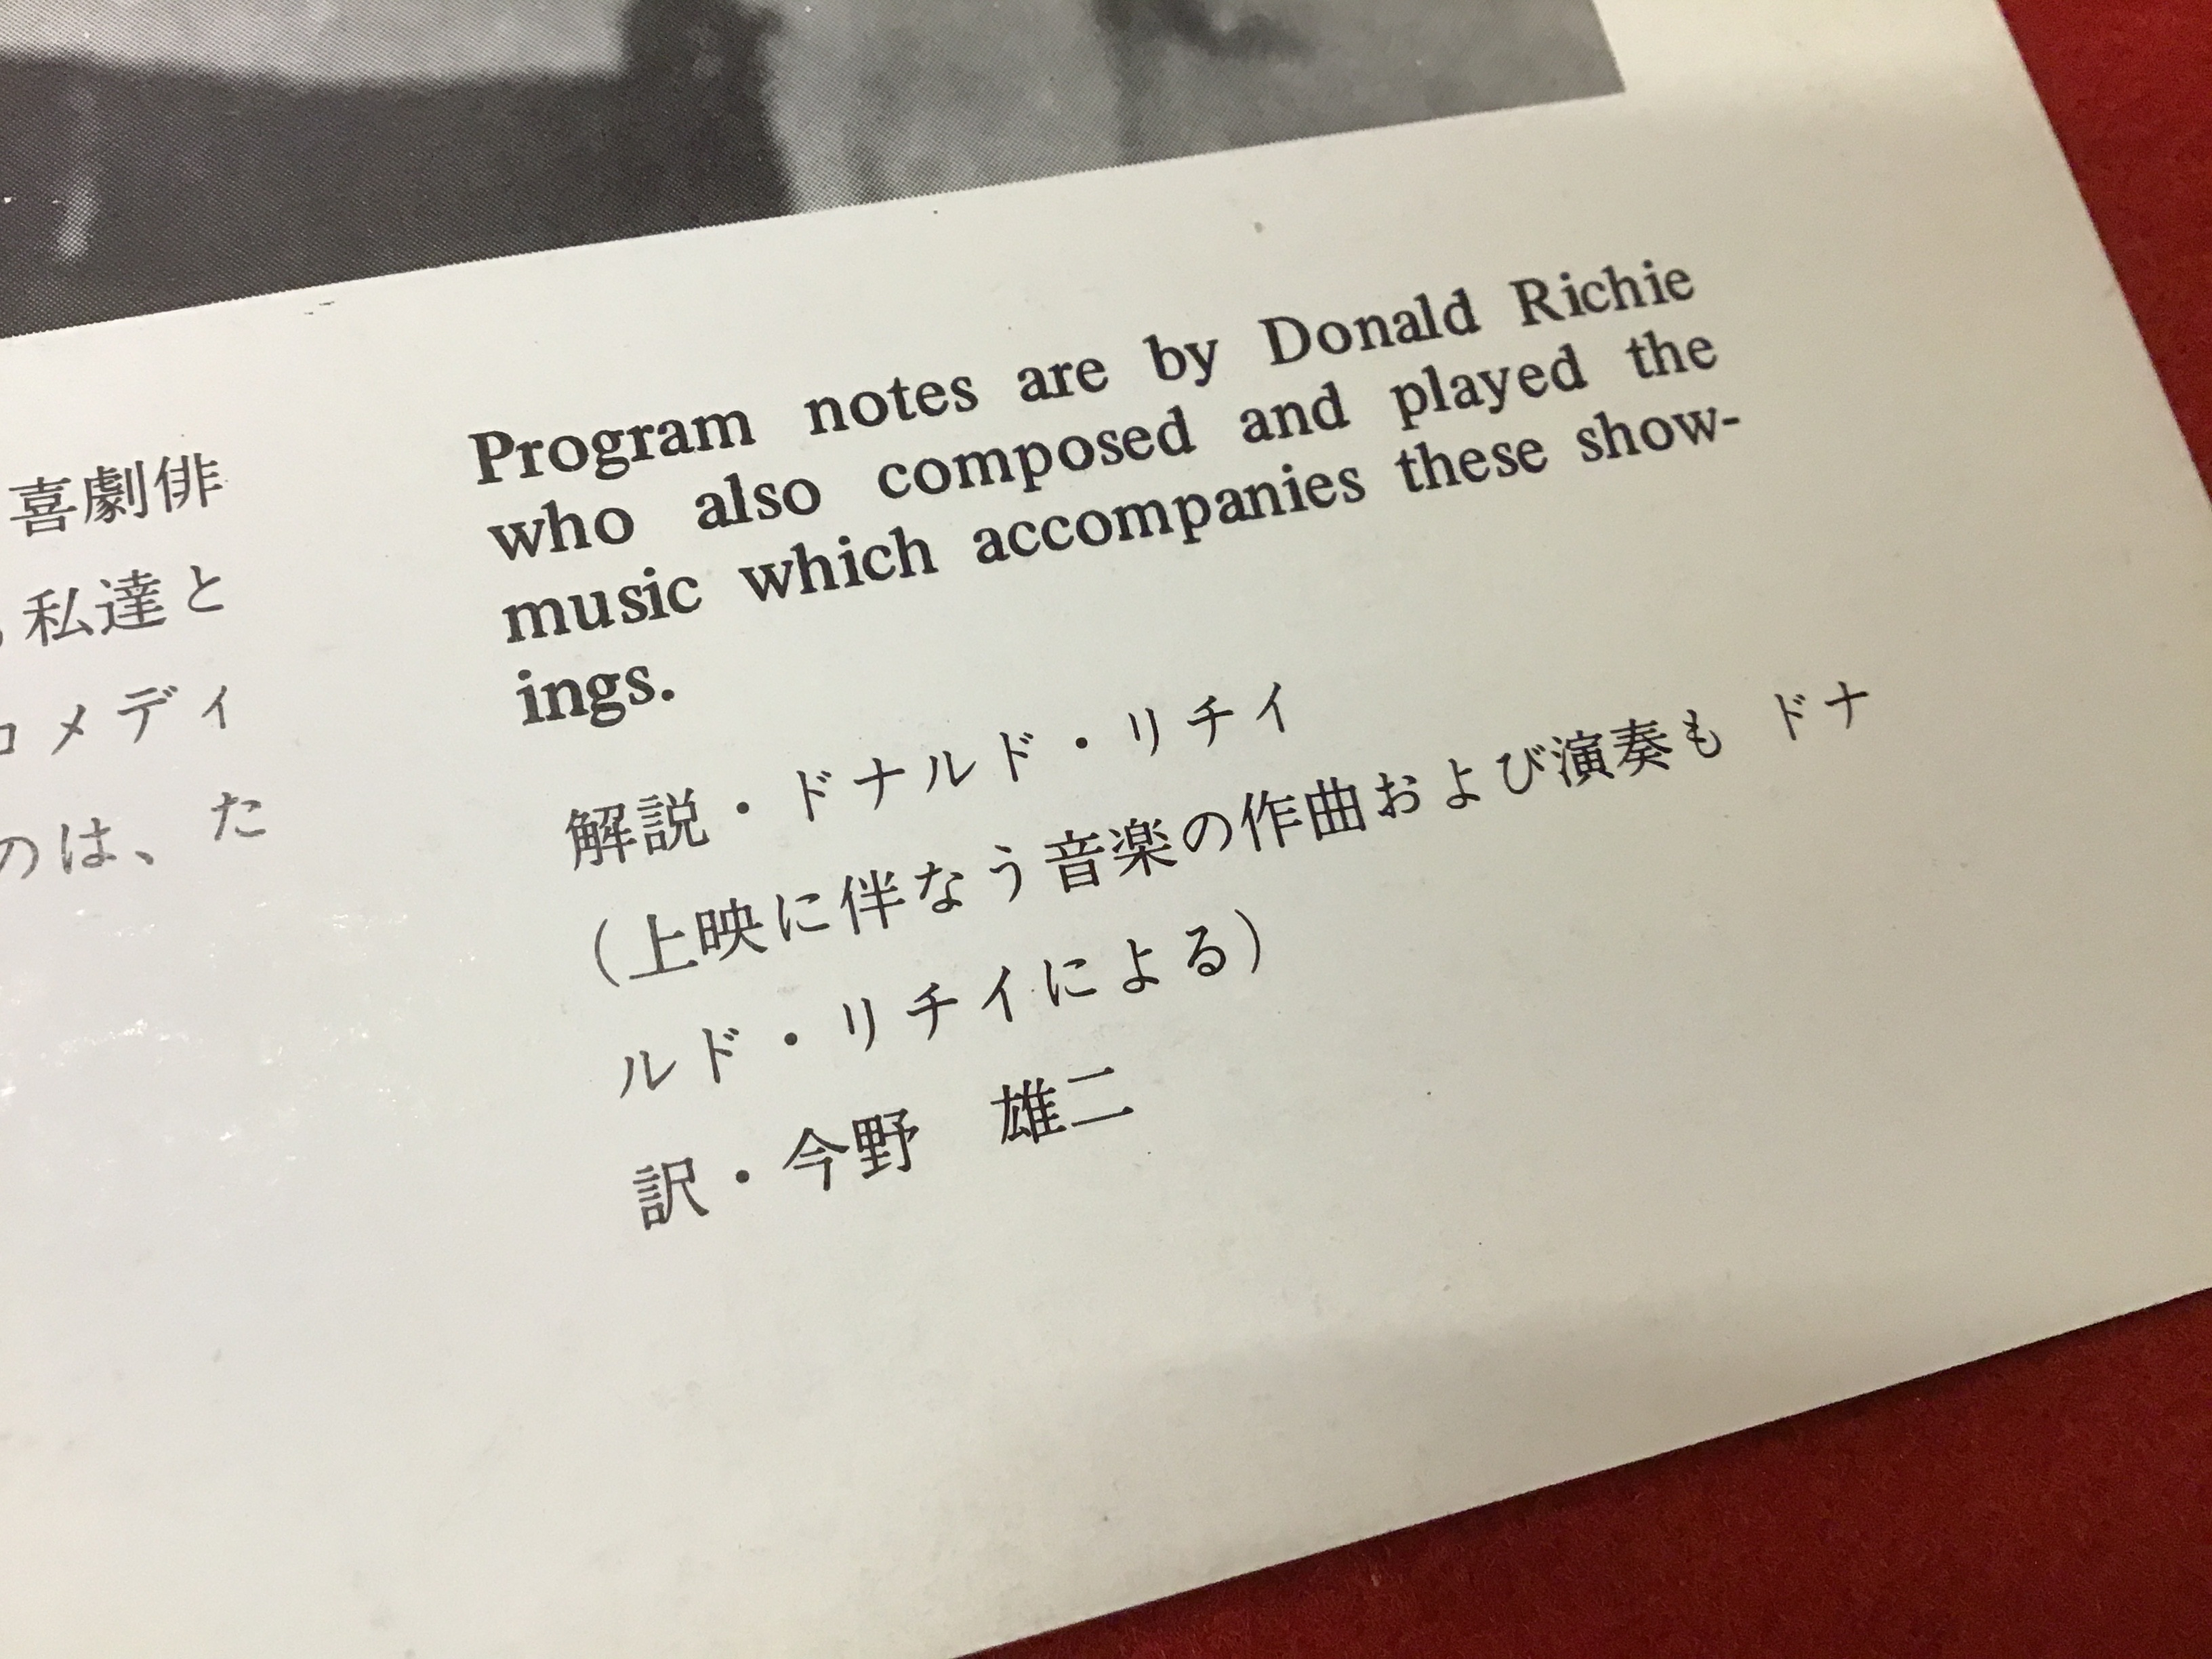 喜劇俳
私達と
コメディ
のは、た
Program notes are by Donald Richie
who also composed and played the
music which accompanies these show-
ings.
解説・ドナルド・リチイ
（上映に伴なう音楽の作曲および演奏も ドナ
ルド・リチイによる）
訳・今野　雄二